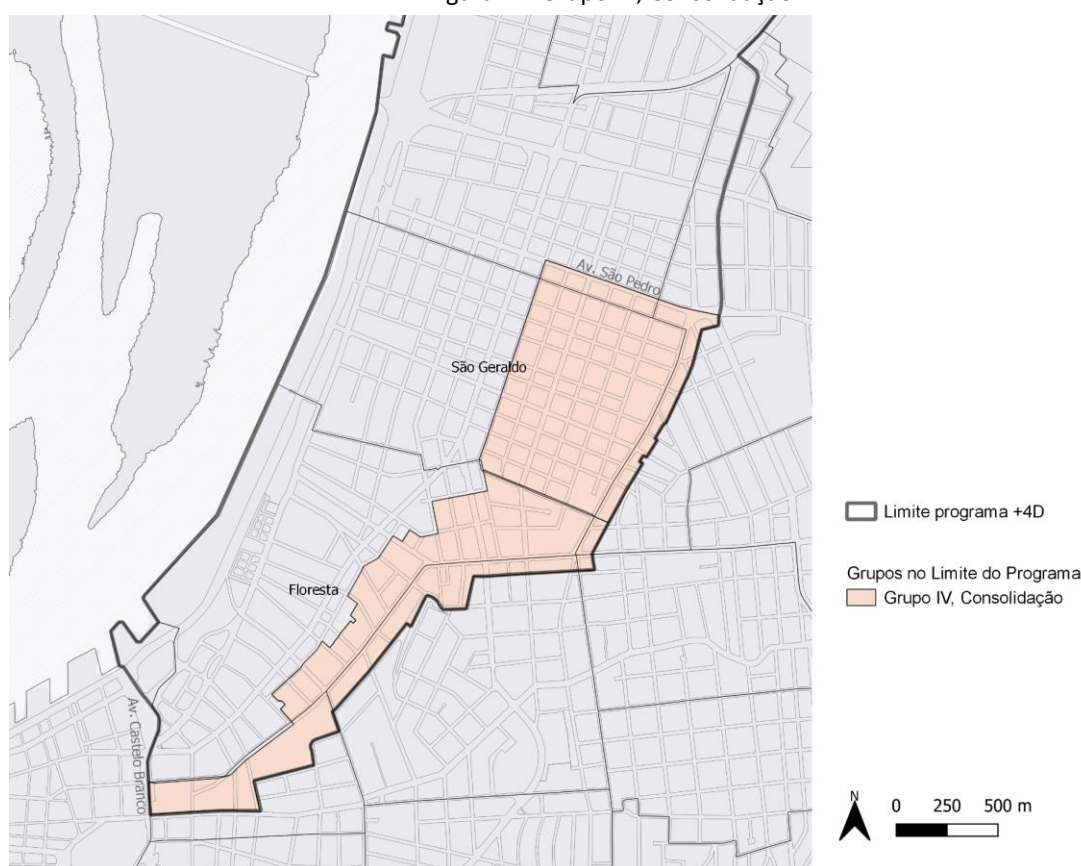 Av. São Pedro
São Geraldo
Floresta
Av. Castelo Branco
Limite programa +4D
Grupos no Limite do Programa
Grupo IV, Consolidação
N
0 250 500 m